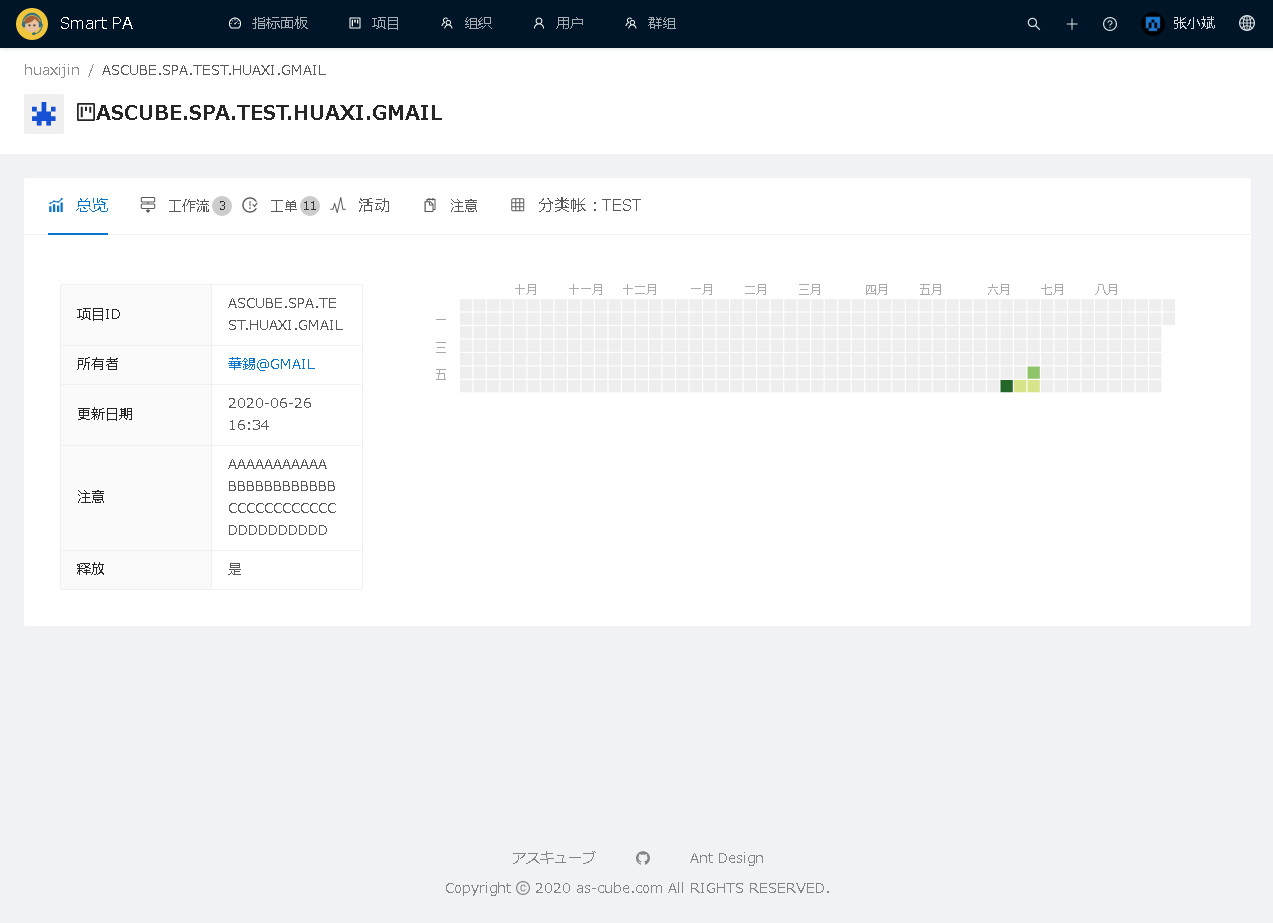 Smart PA 指标面板 项目 组织 用户 群组 张小斌
huaxijin / ASCUBE.SPA.TEST.HUAXI.GMAIL
ASCUBE.SPA.TEST.HUAXI.GMAIL
总览 工作流 3 工单 11 活动 注意 分类帐：TEST
十月 十一月 十二月 一月 二月 三月 四月 五月 六月 七月 八月
一
三
五
项目ID ASCUBE.SPA.TE
ST.HUAXI.GMAIL
所有者 華錫@GMAIL
更新日期 2020-06-26
16:34
注意 AAAAAAAAAAA
BBBBBBBBBBBB
CCCCCCCCCCCC
DDDDDDDDDD
释放 是
アスキューブ Ant Design
Copyright © 2020 as-cube.com All RIGHTS RESERVED.